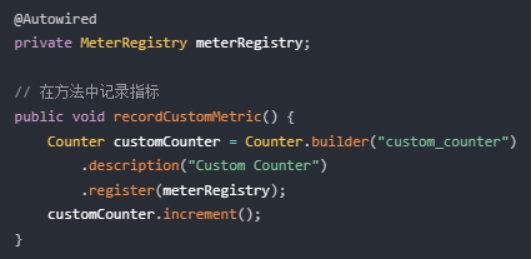 @Autowired
private MeterRegistry meterRegistry;

// 在方法中记录指标
public void recordCustomMetric() {
    Counter customCounter = Counter.builder("custom_counter")
        .description("Custom Counter")
        .register(meterRegistry);
    customCounter.increment();
}